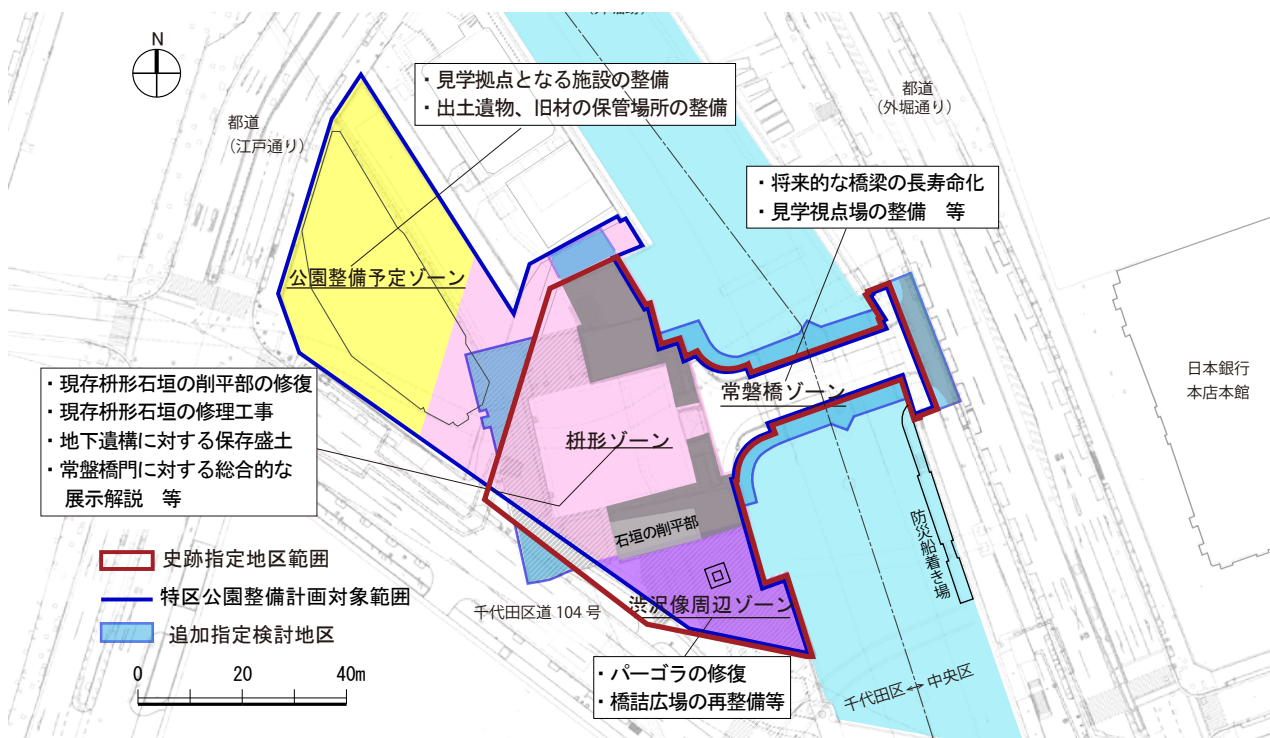 N
都道
（江戸通り）
・見学拠点となる施設の整備
・出土遺物、旧材の保管場所の整備
都道
（外堀通り）
・将来的な橋梁の長寿命化
・見学視点場の整備　等
公園整備予定ゾーン
日本銀行
本店本館
・現存枡形石垣の削平部の修復
・現存枡形石垣の修理工事
・地下遺構に対する保存盛土
・常盤橋門に対する総合的な
展示解説　等
常磐橋ゾーン
枡形ゾーン
石垣の削平部
防災船着き場
史跡指定地区範囲
特区公園整備計画対象範囲
追加指定検討地区
千代田区道 104 号
渋沢像周辺ゾーン
0 20 40m
・パーゴラの修復
・橋詰広場の再整備等
千代田区↔中央区